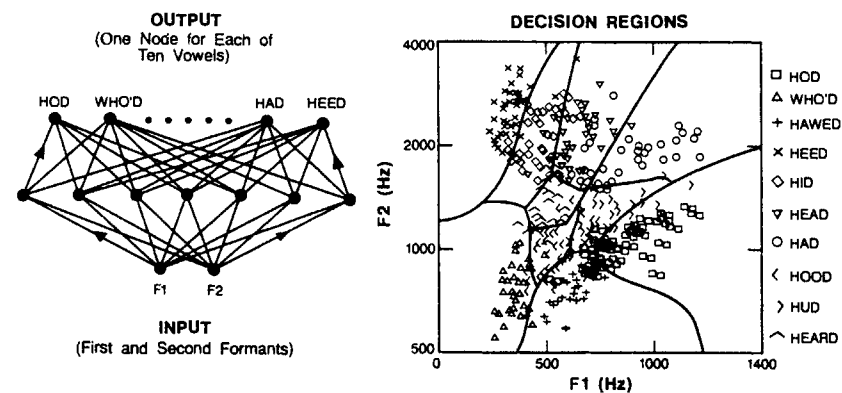 OUTPUT
(One Node for Each of
Ten Vowels)
HOD WHO'D HAD HEED
F1 F2
INPUT
(First and Second Formants)
DECISION REGIONS
4000
2000
1000
500
F2 (Hz)
0 500 1000 1400
F1 (Hz)
HOD
WHO'D
HAWED
HEED
HID
HEAD
HAD
HOOD
HUD
HEARD